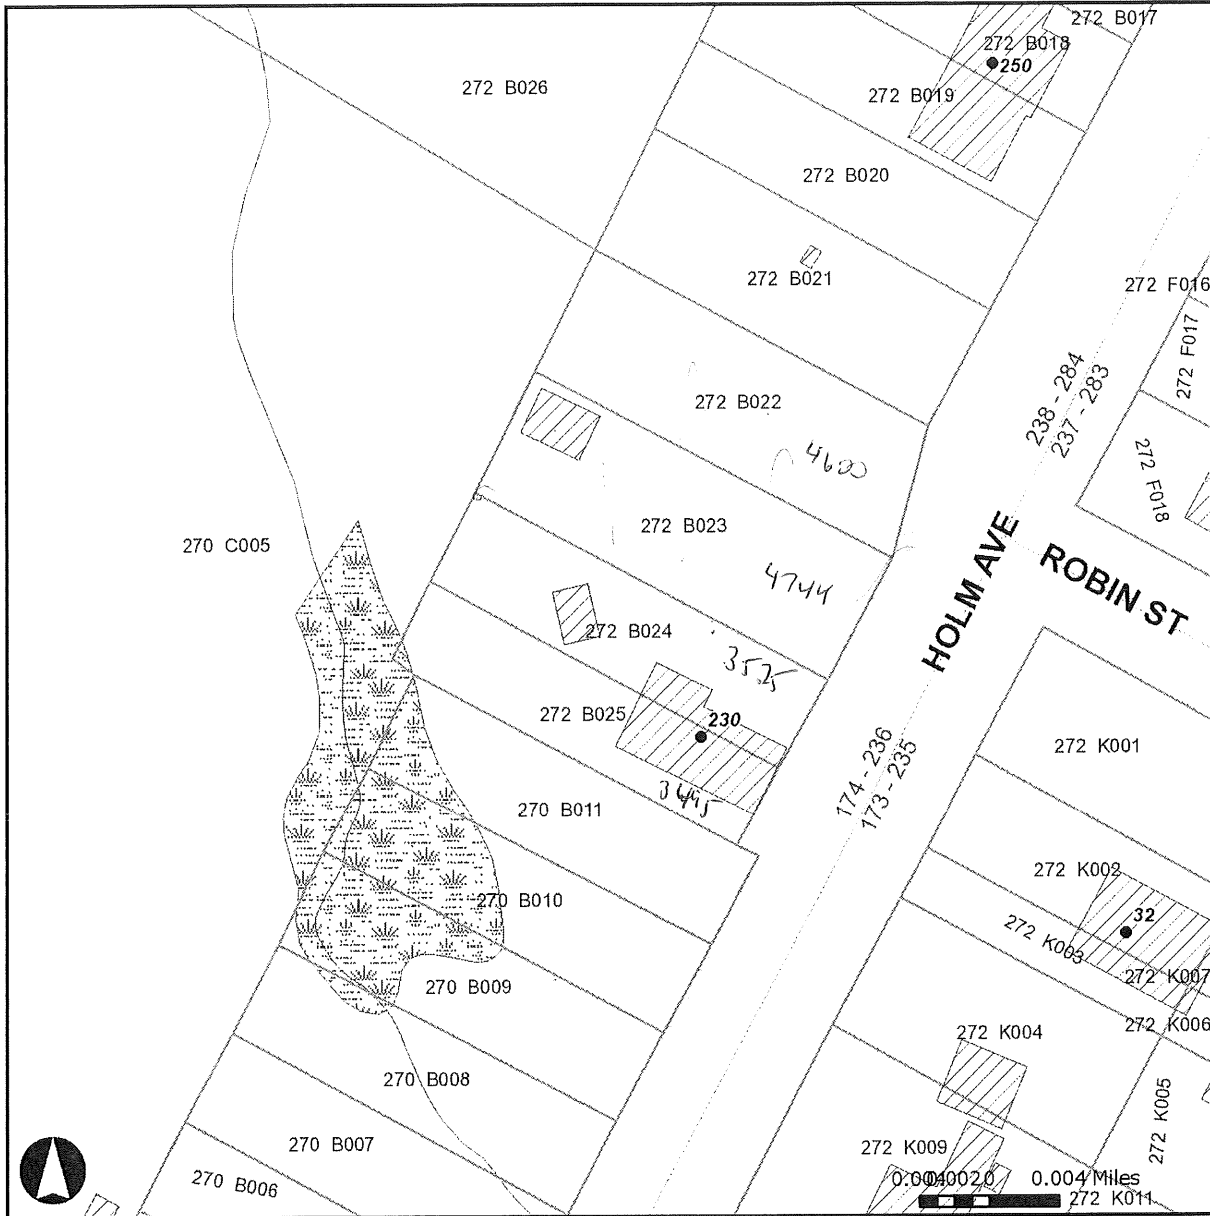 272 B017
272 B018
250
272 B026
272 B019
272 B020
272 B021
272 F016
272 F017
238 - 284
237 - 283
272 B022
272 F018
4600
272 B023
270 C005
HOLM AVE
ROBIN ST
4744
272 B024
3525
272 B025
230
174 - 236
173 - 235
272 K001
3495
270 B011
272 K002
32
270 B010
272 K003
272 K007
270 B009
272 K006
272 K004
270 B008
272 K005
270 B007
272 K009
270 B006
0.004 Miles
272 K011